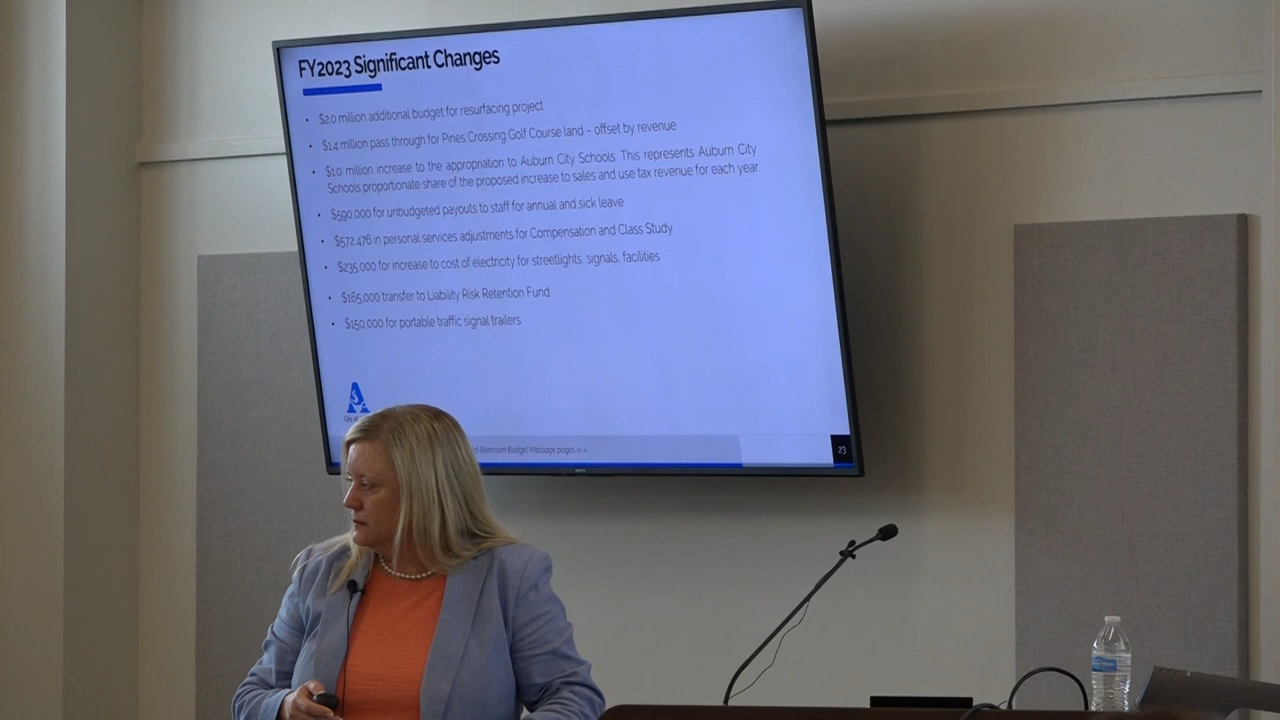 FY2023 Significant Changes
• $2.0 million additional budget for resurfacing project
• $1.4 million pass through for Pines Crossing Golf Course land – offset by revenue
• $1.0 million increase to the appropriation to Auburn City Schools. This represents Auburn City
Schools proportionate share of the proposed increase to sales and use tax revenue for each year
• $590,000 for unbudgeted payouts to staff for annual and sick leave
• $572,476 in personal services adjustments for Compensation and Class Study
• $235,000 for increase to cost of electricity for streetlights, signals, facilities
• $165,000 transfer to Liability Risk Retention Fund
• $150,000 for portable traffic signal trailers
City of
Biennium Budget Message pages
23